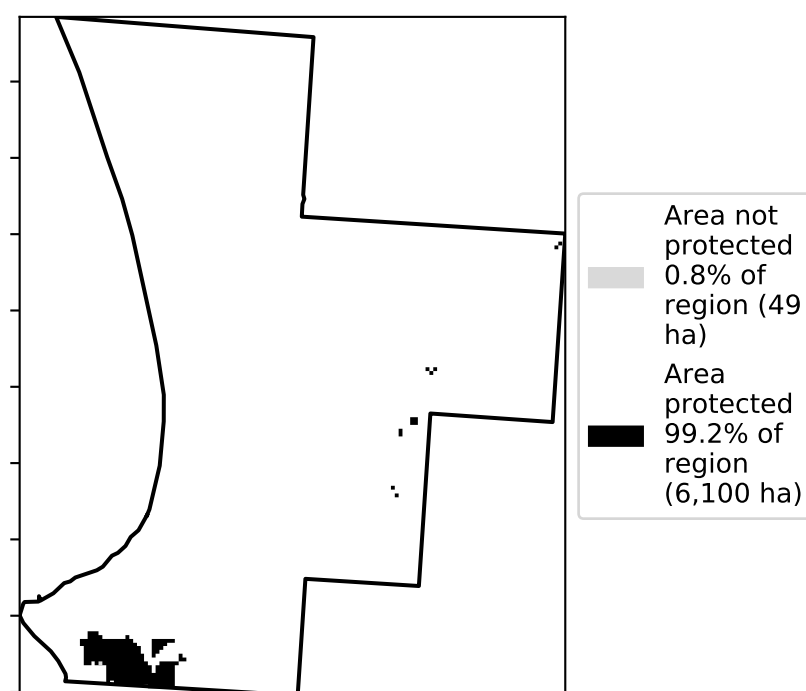 Area not
protected
0.8% of
region (49
ha)
Area
protected
99.2% of
region
(6,100 ha)